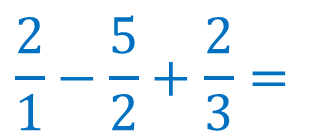 2/1 − 5/2 + 2/3 =